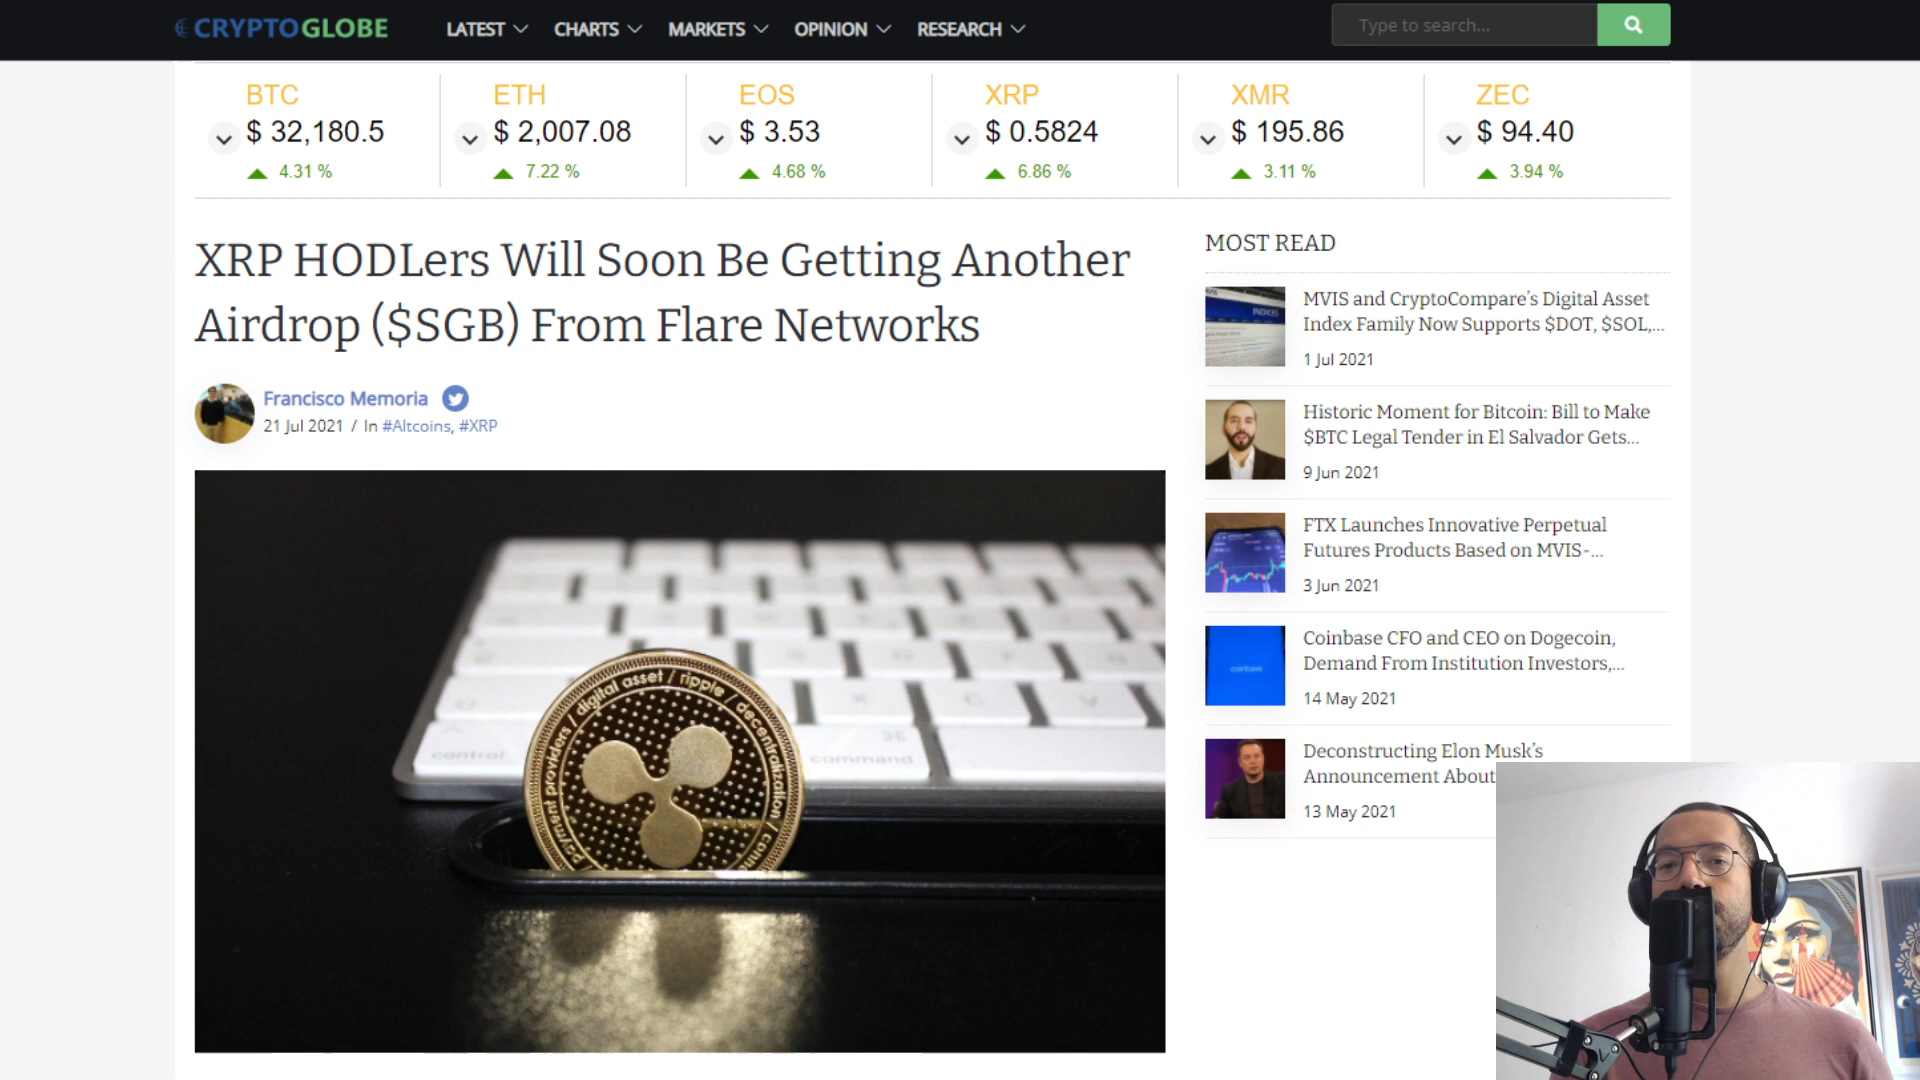 CRYPTOGLOBE
LATEST CHARTS MARKETS OPINION RESEARCH
Type to search...
BTC
$ 32,180.5
4.31 %
ETH
$ 2,007.08
7.22 %
EOS
$ 3.53
4.68 %
XRP
$ 0.5824
6.86 %
XMR
$ 195.86
3.11 %
ZEC
$ 94.40
3.94 %
XRP HODLers Will Soon Be Getting Another
Airdrop ($SGB) From Flare Networks
Francisco Memoria
21 Jul 2021 / In #Altcoins, #XRP
control
command
digital asset / ripple / decentralization /
payment providers /
MOST READ
INDICES
MVIS and CryptoCompare’s Digital Asset
Index Family Now Supports $DOT, $SOL,...
1 Jul 2021
Historic Moment for Bitcoin: Bill to Make
$BTC Legal Tender in El Salvador Gets...
9 Jun 2021
FTX Launches Innovative Perpetual
Futures Products Based on MVIS-...
3 Jun 2021
coinbase
Coinbase CFO and CEO on Dogecoin,
Demand From Institution Investors,...
14 May 2021
Deconstructing Elon Musk’s
Announcement About
13 May 2021